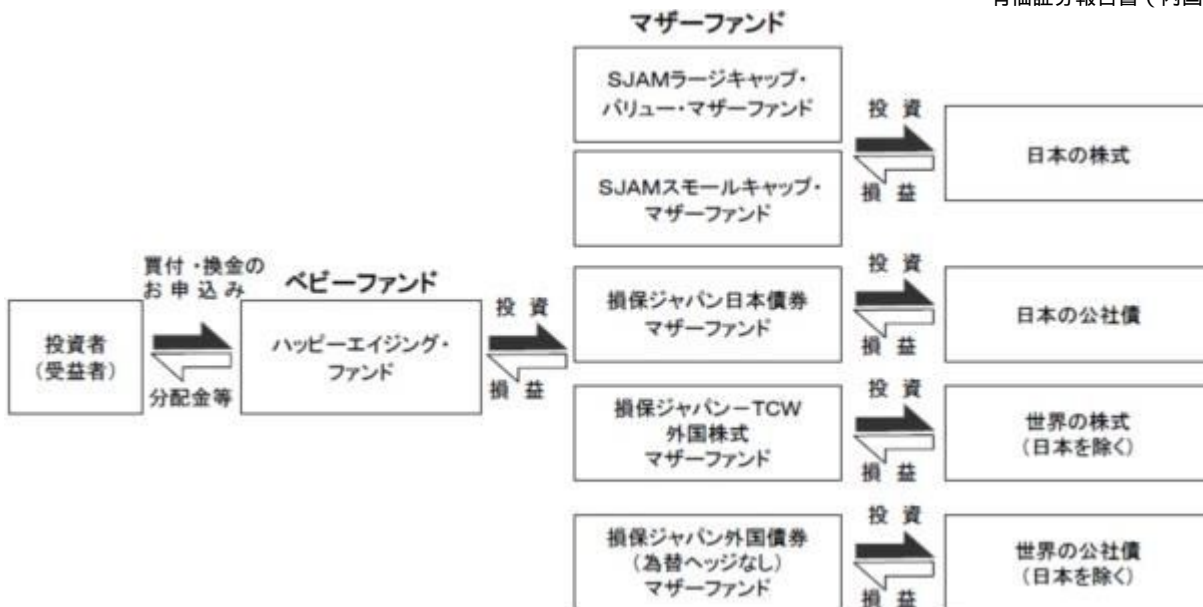 マザーファンド
SJAMラージキャップ・
バリュー・マザーファンド
投 資
損 益
日本の株式
SJAMスモールキャップ・
マザーファンド
買付・換金の
お 申 込 み
ベビーファンド
投資者
(受益者)
分配金等
ハッピーエイジング・
ファンド
投 資
損 益
損保ジャパン日本債券
マザーファンド
投 資
損 益
日本の公社債
損保ジャパン－TCW
外国株式
マザーファンド
投 資
損 益
世界の株式
(日本を除く)
損保ジャパン外国債券
(為替ヘッジなし)
マザーファンド
投 資
損 益
世界の公社債
(日本を除く)